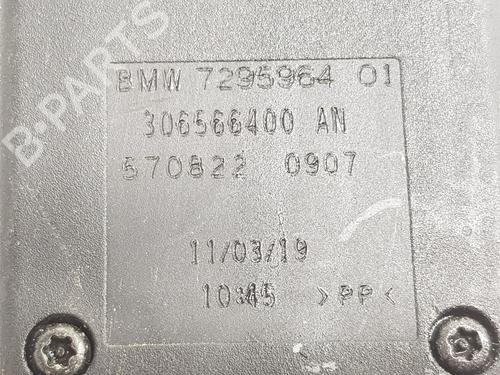 B-PARTS
BMW 7295964 01
306566400 AN
570822 0907
11/03/19
10:45 >PP<